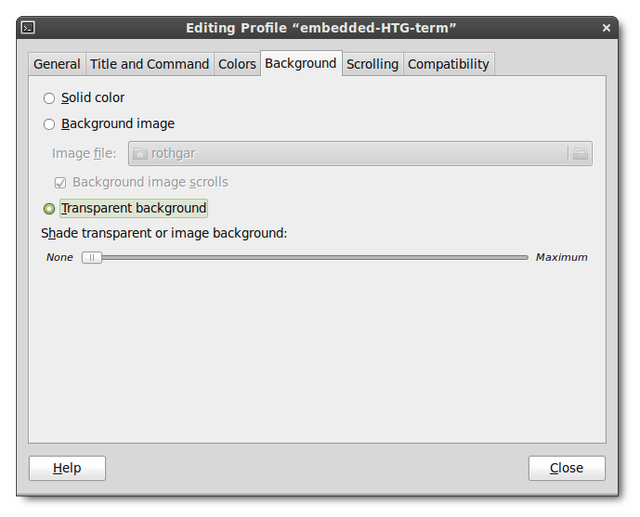 Editing Profile “embedded-HTG-term”
General Title and Command Colors Background Scrolling Compatibility
Solid color
Background image
Image file: rothgar
Background image scrolls
Transparent background
Shade transparent or image background:
None Maximum
Help Close